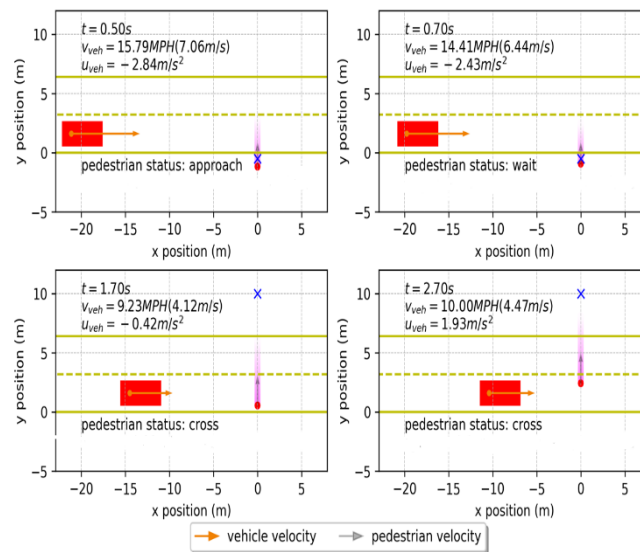 t = 0.50s
v_veh = 15.79MPH(7.06m/s)
u_veh = −2.84m/s²
pedestrian status: approach
y position (m)
10
5
0
−5
−20 −15 −10 −5 0 5
x position (m)
t = 0.70s
v_veh = 14.41MPH(6.44m/s)
u_veh = −2.43m/s²
pedestrian status: wait
y position (m)
10
5
0
−5
−20 −15 −10 −5 0 5
x position (m)
t = 1.70s
v_veh = 9.23MPH(4.12m/s)
u_veh = −0.42m/s²
pedestrian status: cross
y position (m)
10
5
0
−5
−20 −15 −10 −5 0 5
x position (m)
t = 2.70s
v_veh = 10.00MPH(4.47m/s)
u_veh = 1.93m/s²
pedestrian status: cross
y position (m)
10
5
0
−5
−20 −15 −10 −5 0 5
x position (m)
vehicle velocity
pedestrian velocity